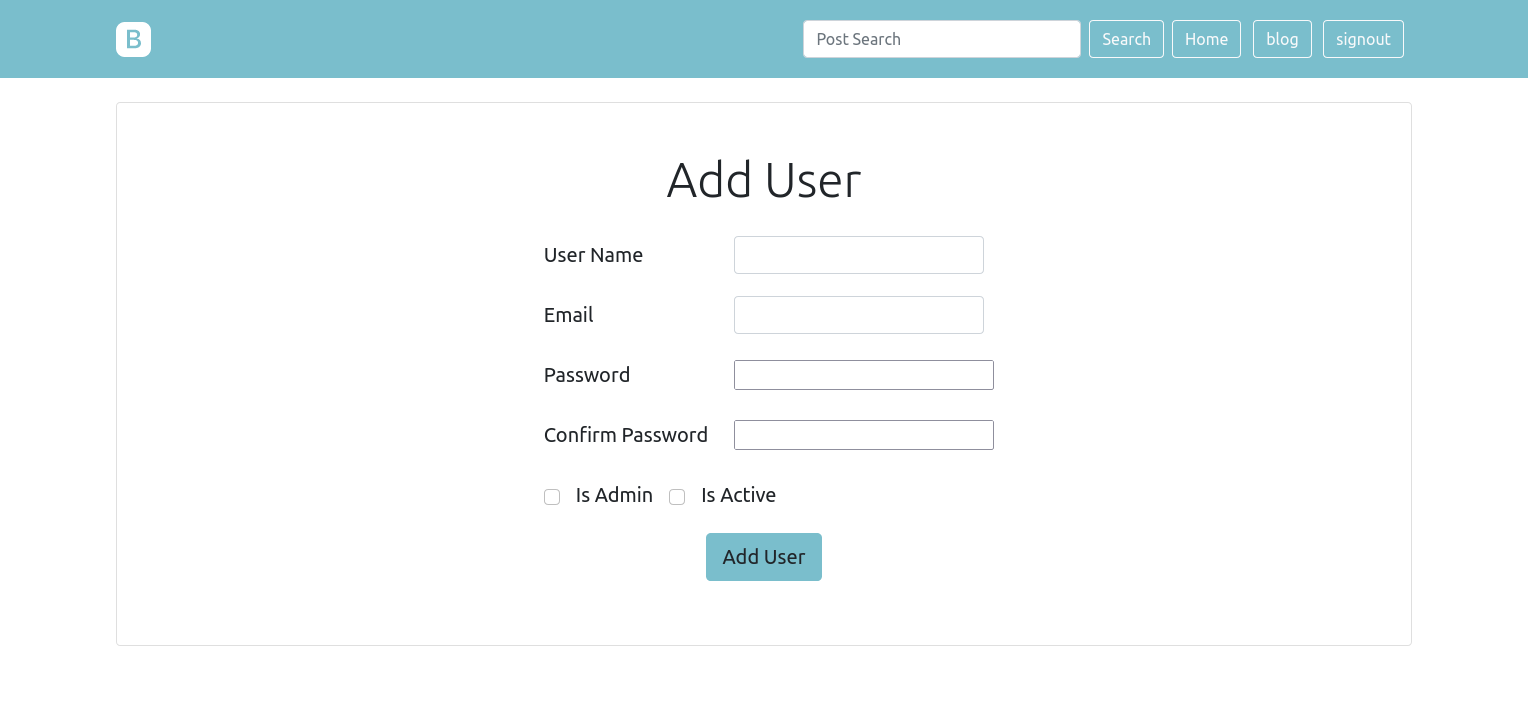 B Post Search Search Home blog signout
Add User
User Name
Email
Password
Confirm Password
Is Admin Is Active
Add User